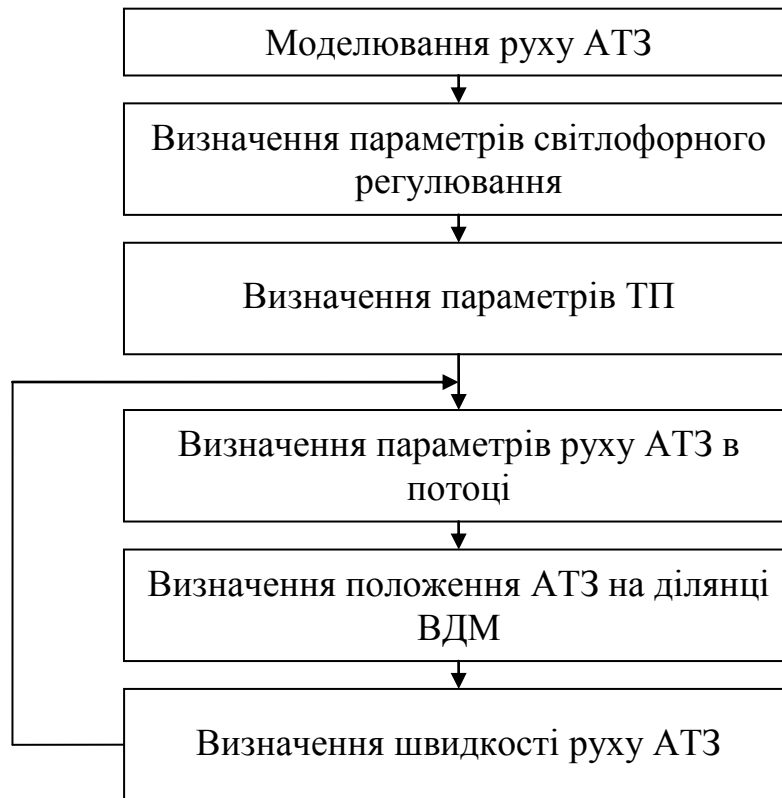 Моделювання руху АТЗ
Визначення параметрів світлофорного
регулювання
Визначення параметрів ТП
Визначення параметрів руху АТЗ в
потоці
Визначення положення АТЗ на ділянці
ВДМ
Визначення швидкості руху АТЗ